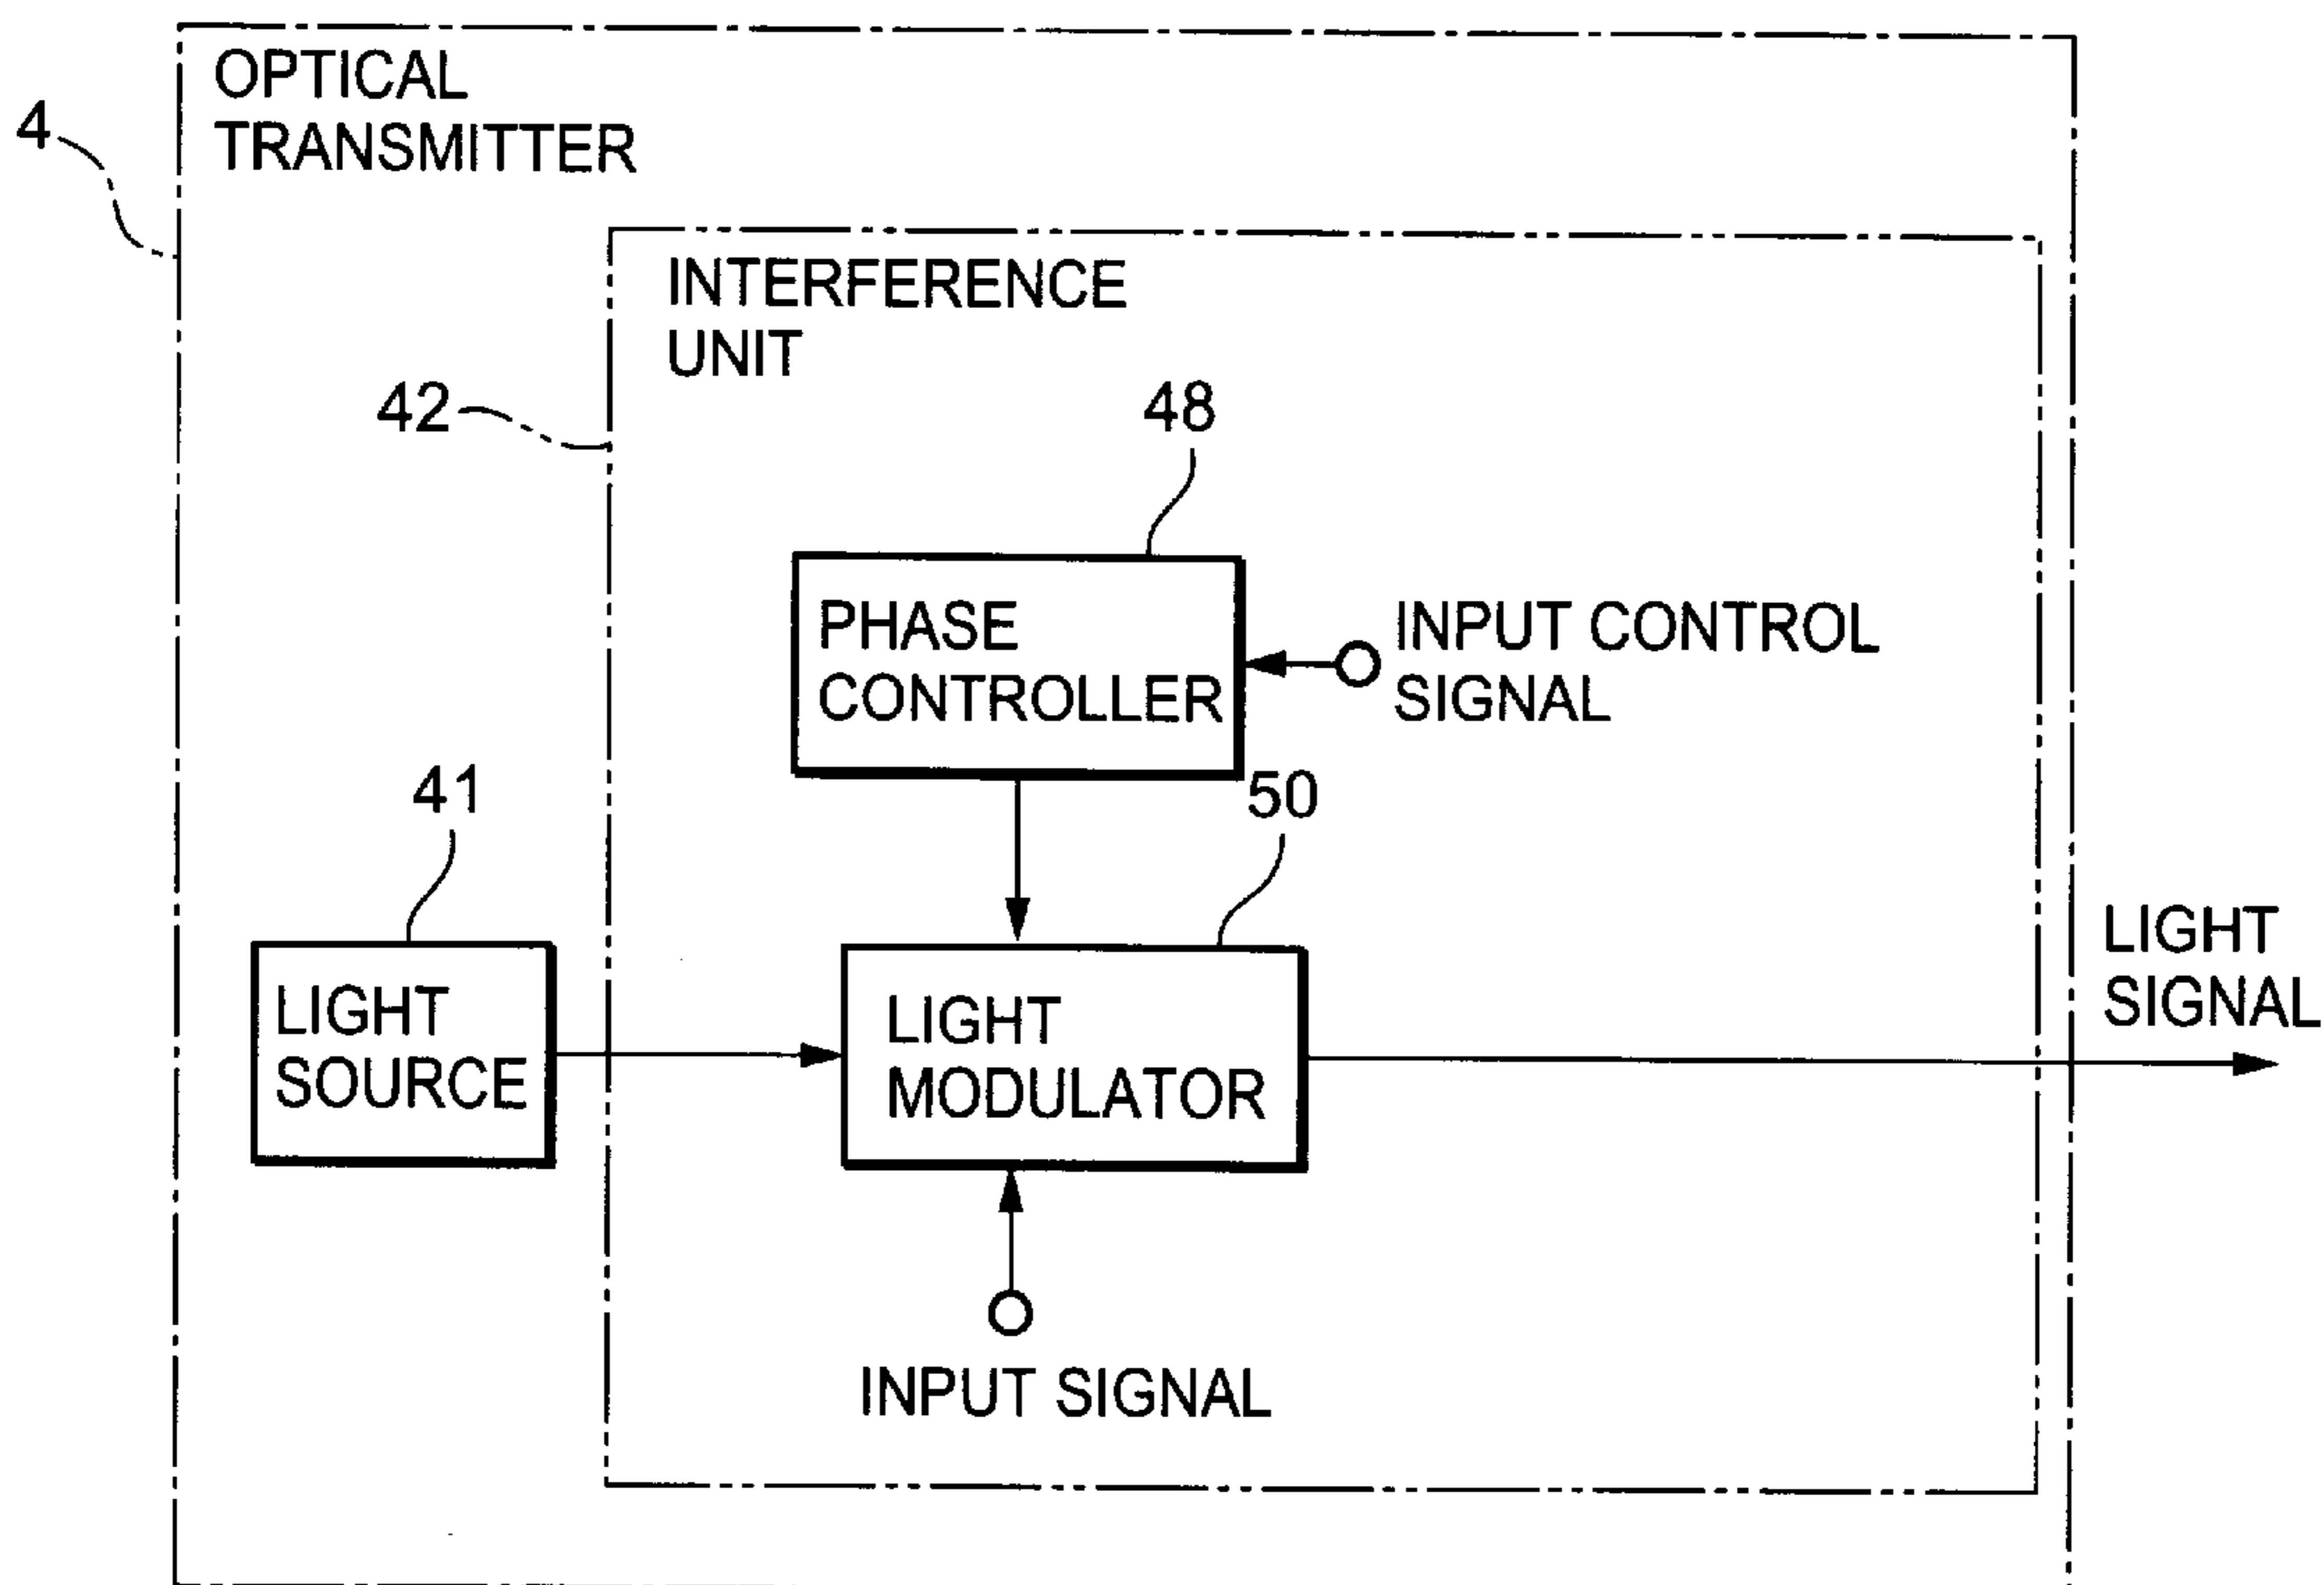 OPTICAL
TRANSMITTER
4
INTERFERENCE
UNIT
42
48
PHASE
CONTROLLER
INPUT CONTROL
SIGNAL
41
50
LIGHT
SOURCE
LIGHT
MODULATOR
LIGHT
SIGNAL
INPUT SIGNAL